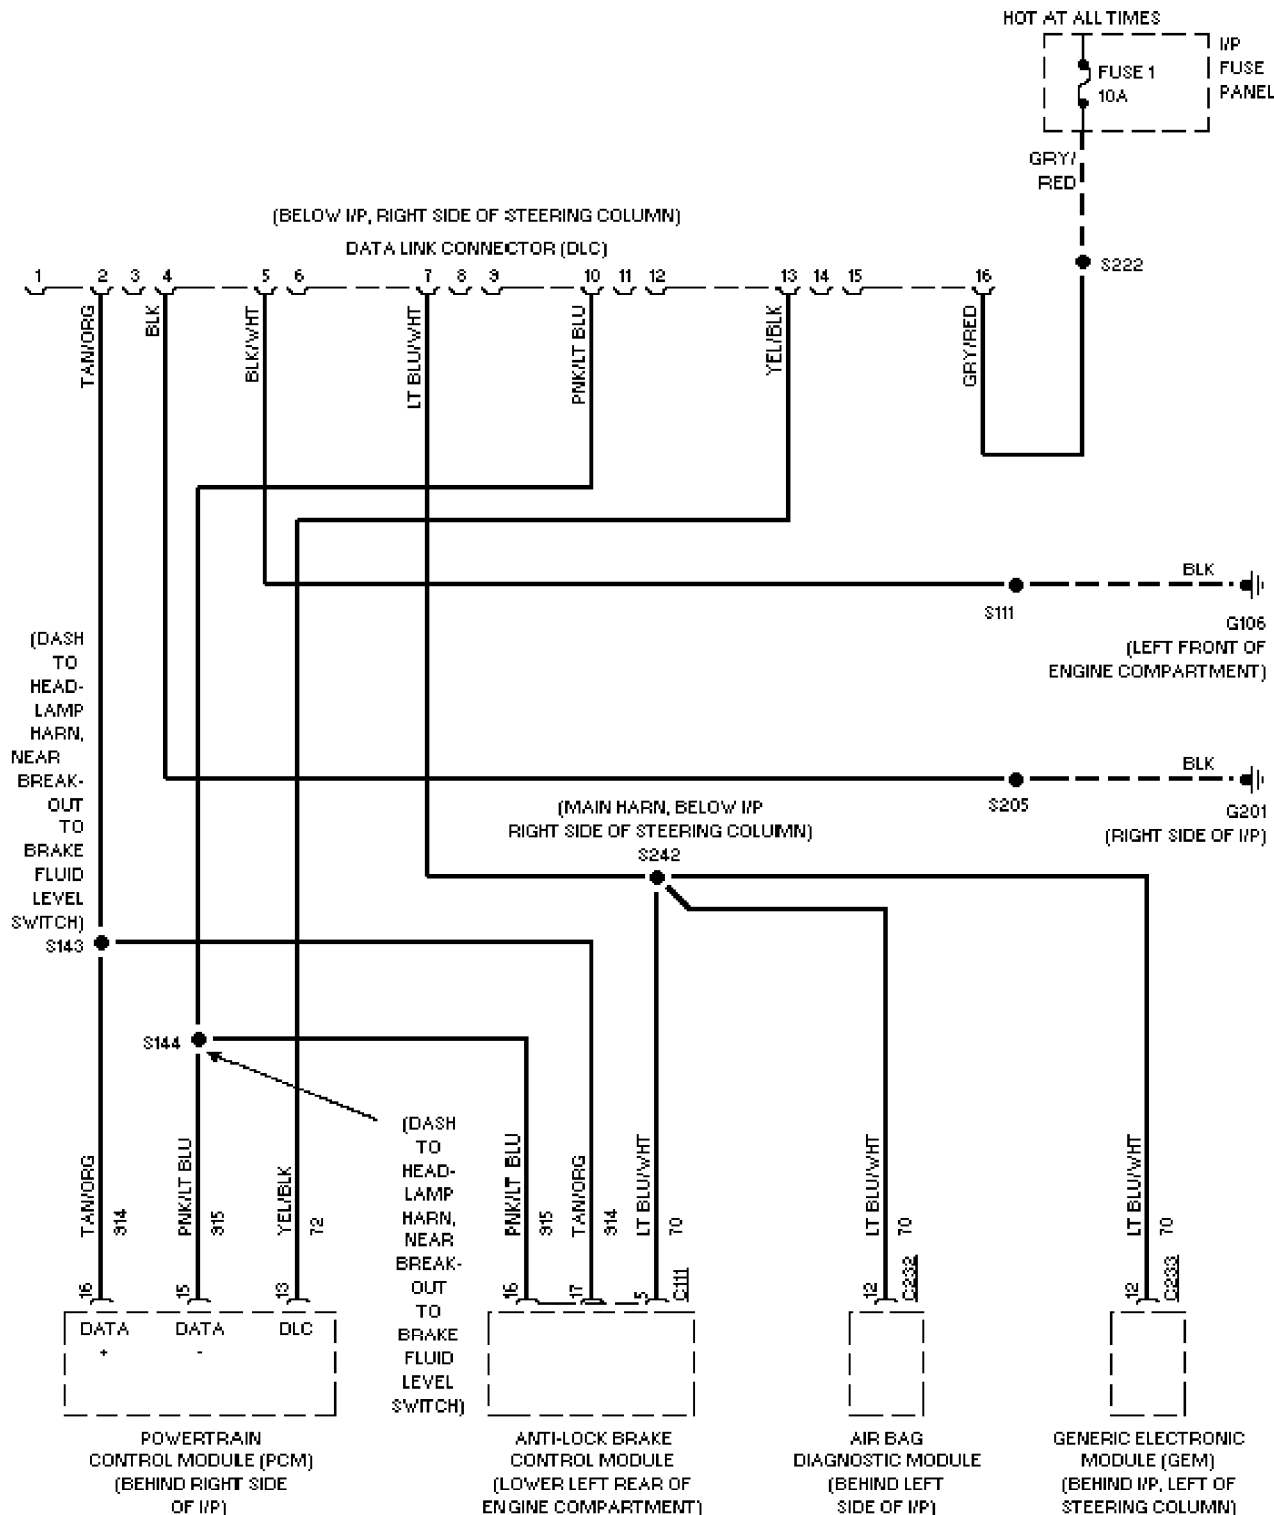 HOT AT ALL TIMES
I/P
FUSE
PANEL
FUSE 1
10A
GRY/
RED
(BELOW I/P, RIGHT SIDE OF STEERING COLUMN)
DATA LINK CONNECTOR (DLC)
S222
1 2 3 4 5 6 7 8 9 10 11 12 13 14 15 16
TAN/ORG
BLK
BLK/WHT
LT BLU/WHT
PNK/LT BLU
YEL/BLK
GRY/RED
BLK
S111
G106
(LEFT FRONT OF
ENGINE COMPARTMENT)
(DASH
TO
HEAD-
LAMP
HARN,
NEAR
BREAK-
OUT
TO
BRAKE
FLUID
LEVEL
SWITCH)
S143
BLK
S205
G201
(RIGHT SIDE OF I/P)
(MAIN HARN, BELOW I/P
RIGHT SIDE OF STEERING COLUMN)
S242
S144
(DASH
TO
HEAD-
LAMP
HARN,
NEAR
BREAK-
OUT
TO
BRAKE
FLUID
LEVEL
SWITCH)
TAN/ORG
914
PNK/LT BLU
915
YEL/BLK
72
PNK/LT BLU
915
TAN/ORG
914
LT BLU/WHT
70
LT BLU/WHT
70
LT BLU/WHT
70
16
15
13
16
17
5
C111
12
C232
12
C233
DATA
+
DATA
-
DLC
POWERTRAIN
CONTROL MODULE (PCM)
(BEHIND RIGHT SIDE
OF I/P)
ANTI-LOCK BRAKE
CONTROL MODULE
(LOWER LEFT REAR OF
ENGINE COMPARTMENT)
AIR BAG
DIAGNOSTIC MODULE
(BEHIND LEFT
SIDE OF I/P)
GENERIC ELECTRONIC
MODULE (GEM)
(BEHIND I/P, LEFT OF
STEERING COLUMN)